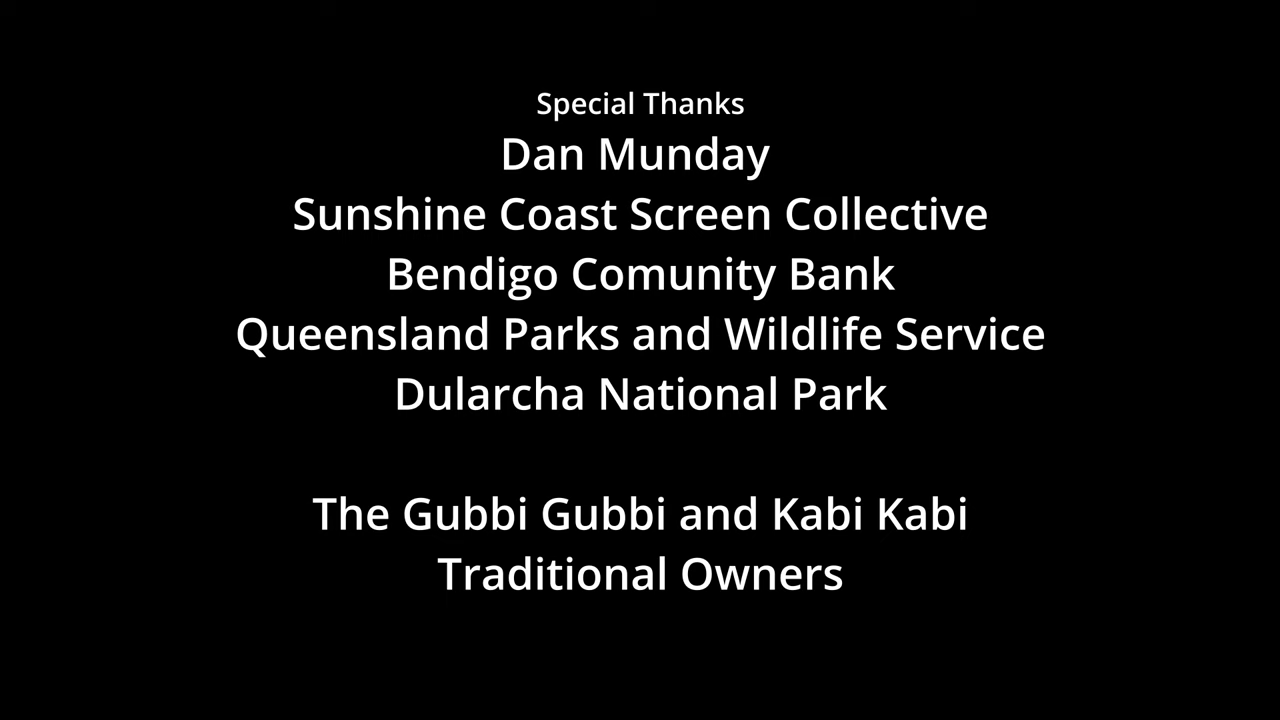 Special Thanks
Dan Munday
Sunshine Coast Screen Collective
Bendigo Comunity Bank
Queensland Parks and Wildlife Service
Dularcha National Park
The Gubbi Gubbi and Kabi Kabi
Traditional Owners